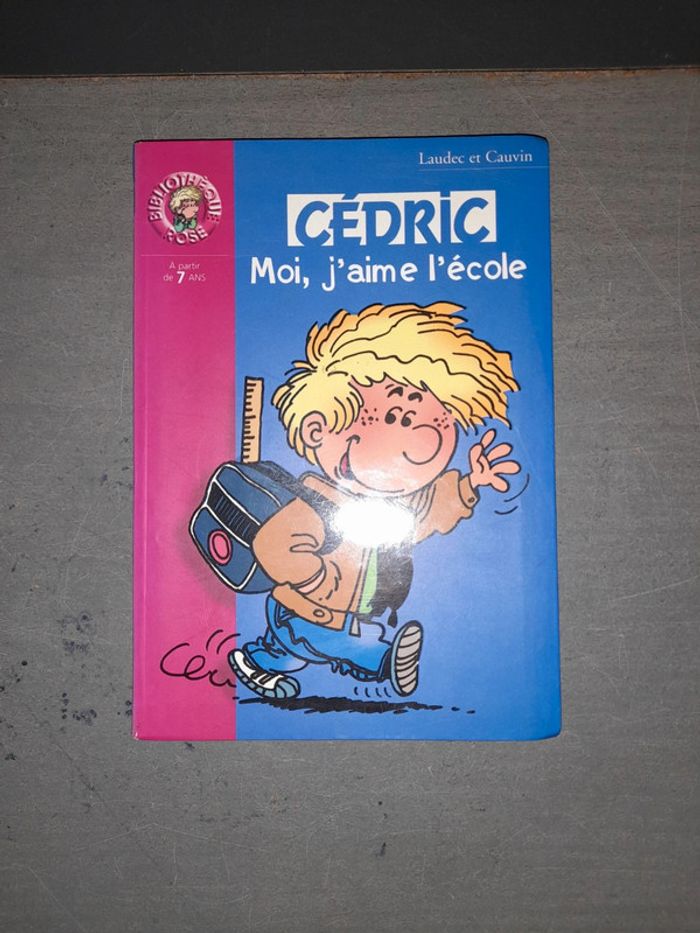 Laudec et Cauvin
BIBLIOTHÈQUE
ROSE
A partir
de 7 ANS
CÉDRIC
Moi, j'aime l'école